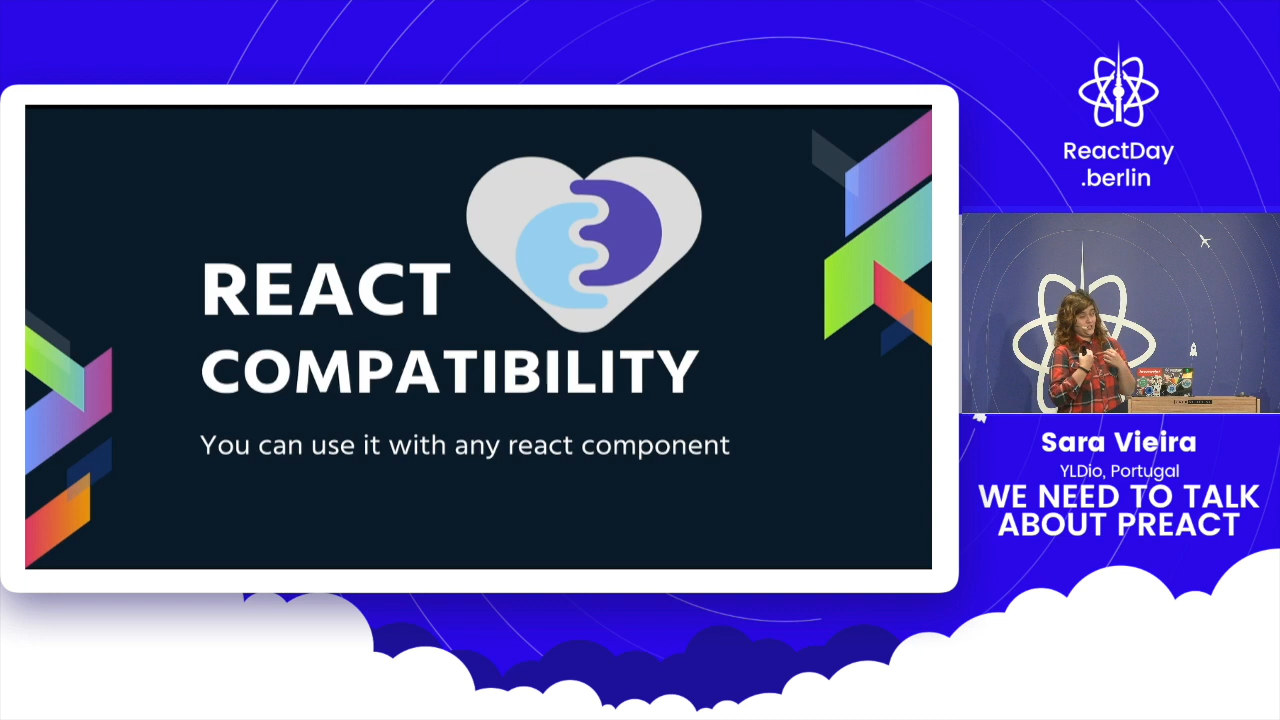 REACT
COMPATIBILITY
You can use it with any react component
ReactDay
.berlin
Sara Vieira
YLDio, Portugal
WE NEED TO TALK
ABOUT PREACT